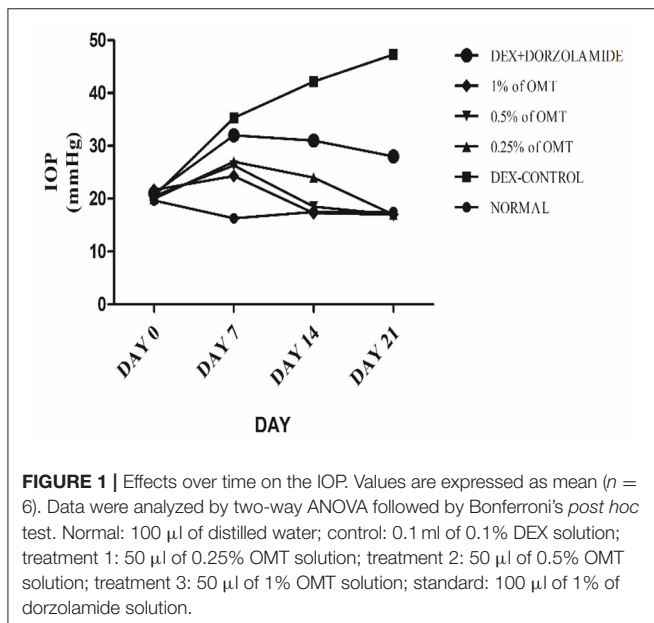 50
40
30
20
10
0
IOP
(mmHg)
DAY 0
DAY 7
DAY 14
DAY 21
DAY
DEX+DORZOLAMIDE
1% of OMT
0.5% of OMT
0.25% of OMT
DEX-CONTROL
NORMAL
FIGURE 1 | Effects over time on the IOP. Values are expressed as mean (n =
6). Data were analyzed by two-way ANOVA followed by Bonferroni's post hoc
test. Normal: 100 μl of distilled water; control: 0.1 ml of 0.1% DEX solution;
treatment 1: 50 μl of 0.25% OMT solution; treatment 2: 50 μl of 0.5% OMT
solution; treatment 3: 50 μl of 1% OMT solution; standard: 100 μl of 1% of
dorzolamide solution.